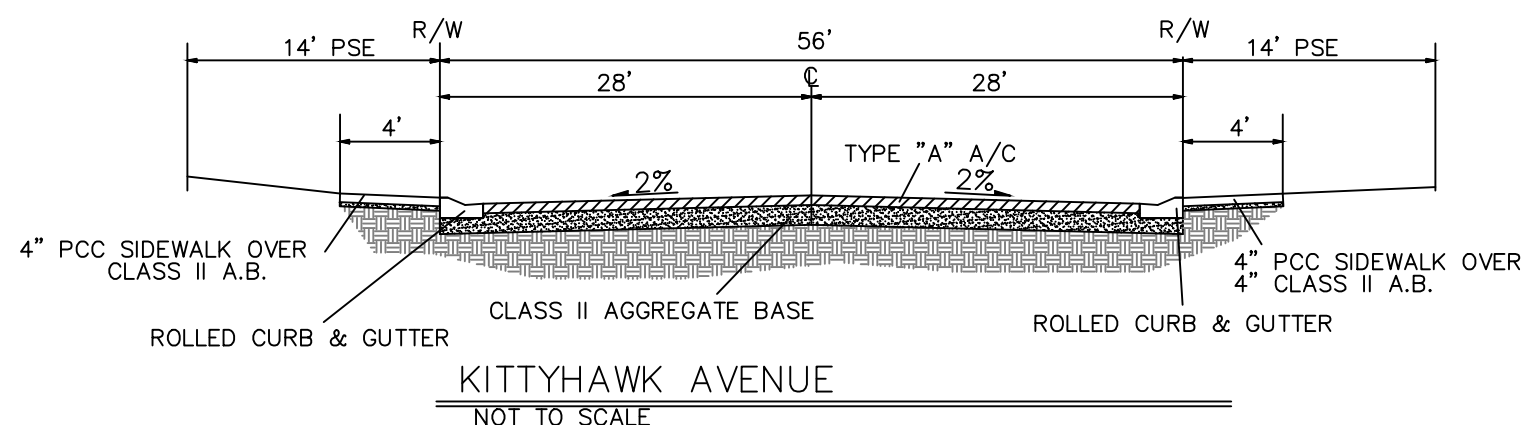 R/W
R/W
14' PSE
56'
14' PSE
℄
28'
28'
4'
4'
TYPE "A" A/C
2%
2%
4" PCC SIDEWALK OVER
CLASS II A.B.
4" PCC SIDEWALK OVER
4" CLASS II A.B.
CLASS II AGGREGATE BASE
ROLLED CURB & GUTTER
ROLLED CURB & GUTTER
KITTYHAWK AVENUE
NOT TO SCALE